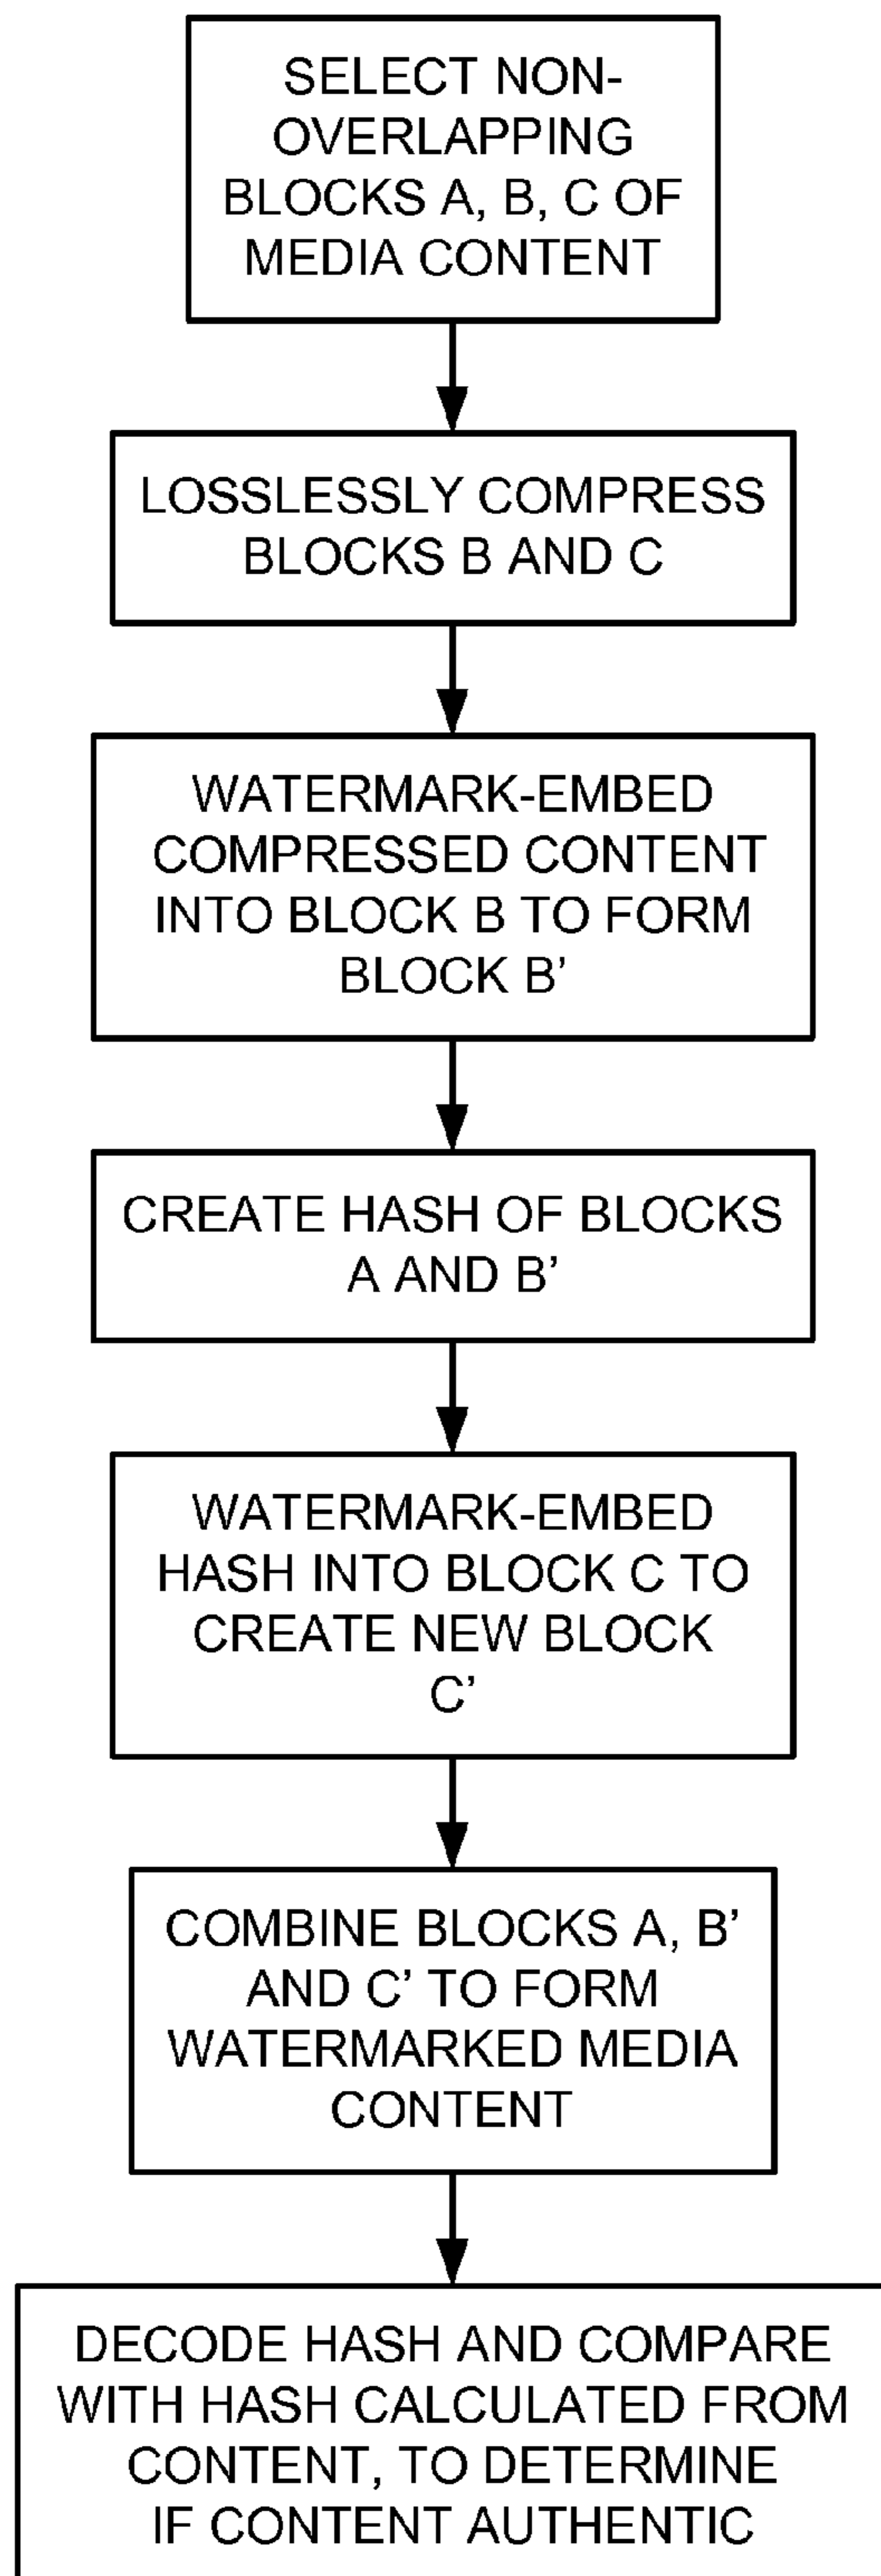 SELECT NON-
OVERLAPPING
BLOCKS A, B, C OF
MEDIA CONTENT
LOSSLESSLY COMPRESS
BLOCKS B AND C
WATERMARK-EMBED
COMPRESSED CONTENT
INTO BLOCK B TO FORM
BLOCK B’
CREATE HASH OF BLOCKS
A AND B’
WATERMARK-EMBED
HASH INTO BLOCK C TO
CREATE NEW BLOCK
C’
COMBINE BLOCKS A, B’
AND C’ TO FORM
WATERMARKED MEDIA
CONTENT
DECODE HASH AND COMPARE
WITH HASH CALCULATED FROM
CONTENT, TO DETERMINE
IF CONTENT AUTHENTIC